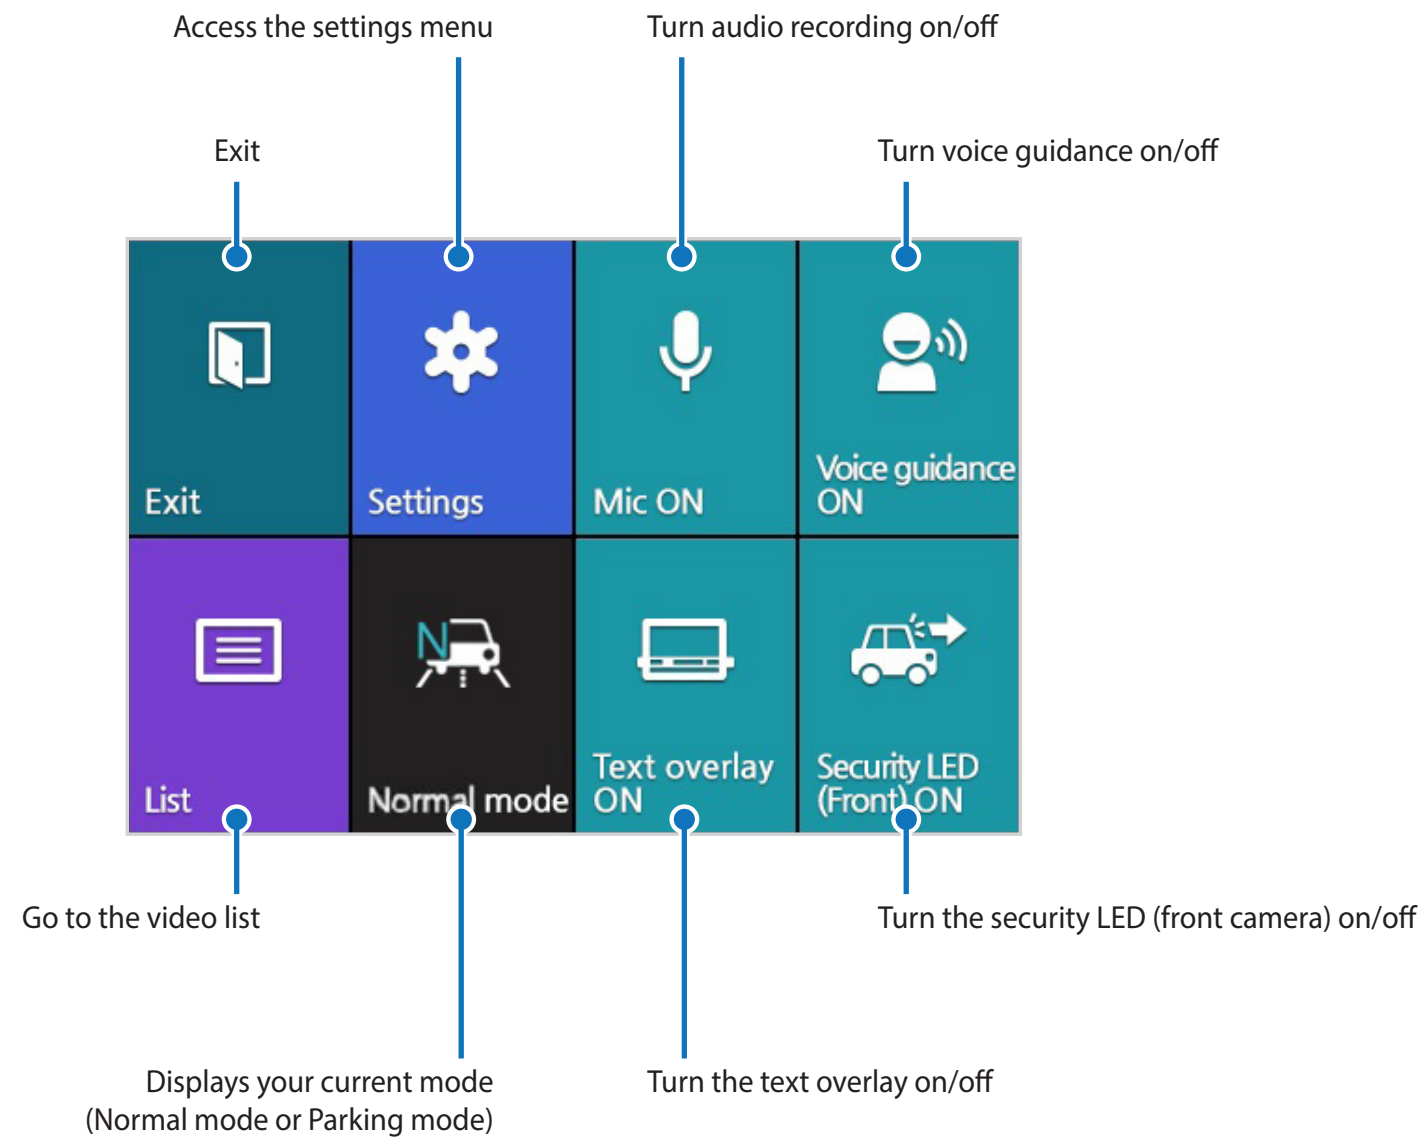 Access the settings menu
Turn audio recording on/off
Exit
Turn voice guidance on/off
Exit
Settings
Mic ON
Voice guidance
ON
List
N
Normal mode
Text overlay
ON
Security LED
(Front) ON
Go to the video list
Turn the security LED (front camera) on/off
Displays your current mode
(Normal mode or Parking mode)
Turn the text overlay on/off